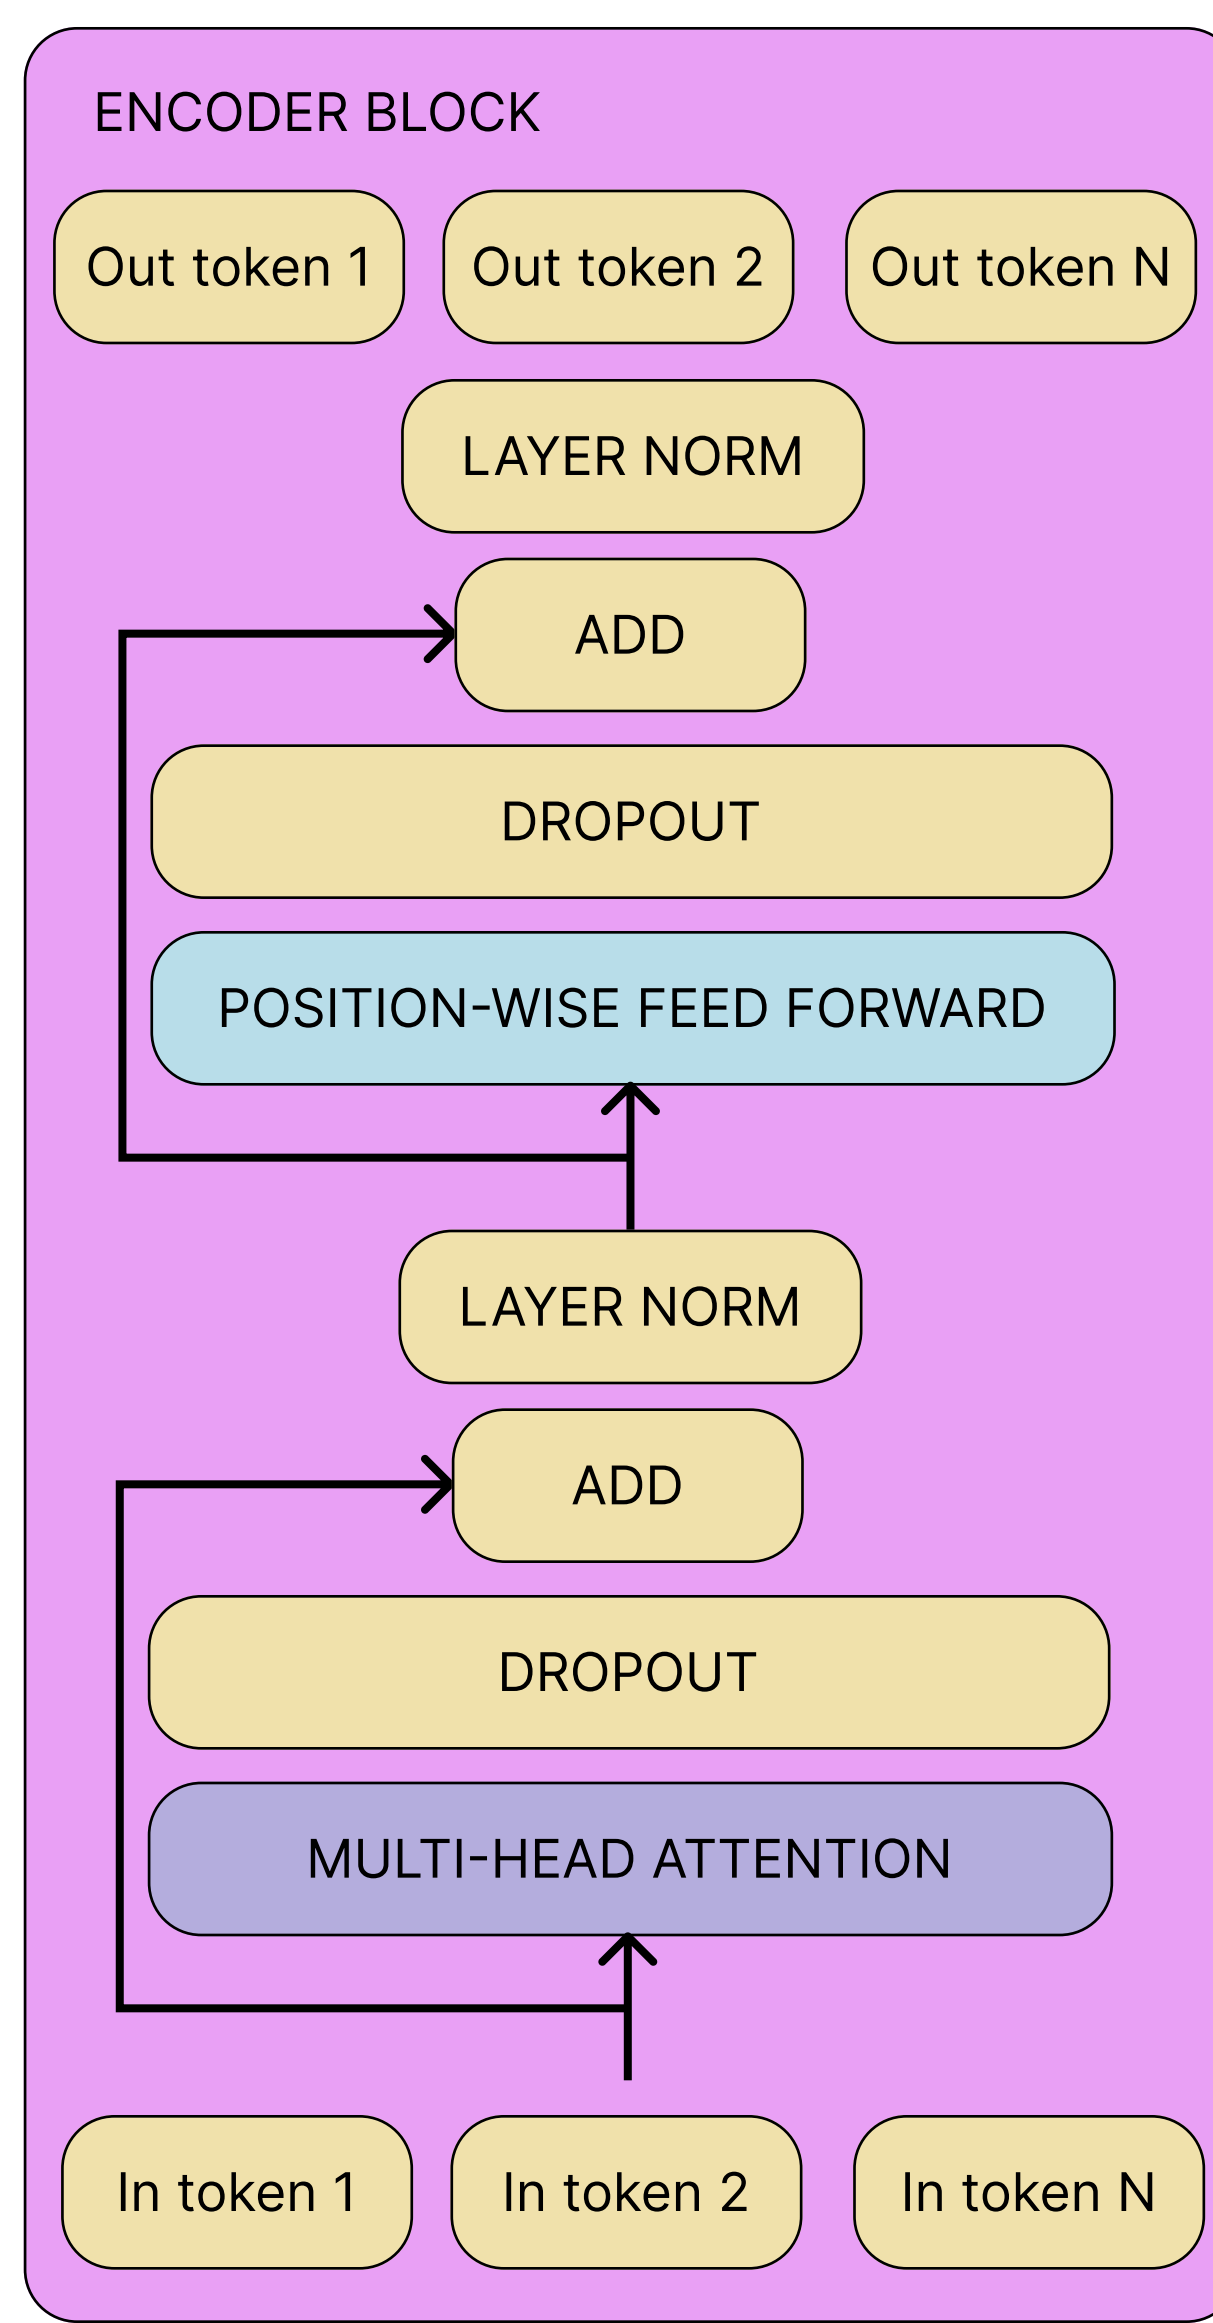 ENCODER BLOCK
Out token 1
Out token 2
Out token N
LAYER NORM
ADD
DROPOUT
POSITION-WISE FEED FORWARD
LAYER NORM
ADD
DROPOUT
MULTI-HEAD ATTENTION
In token 1
In token 2
In token N